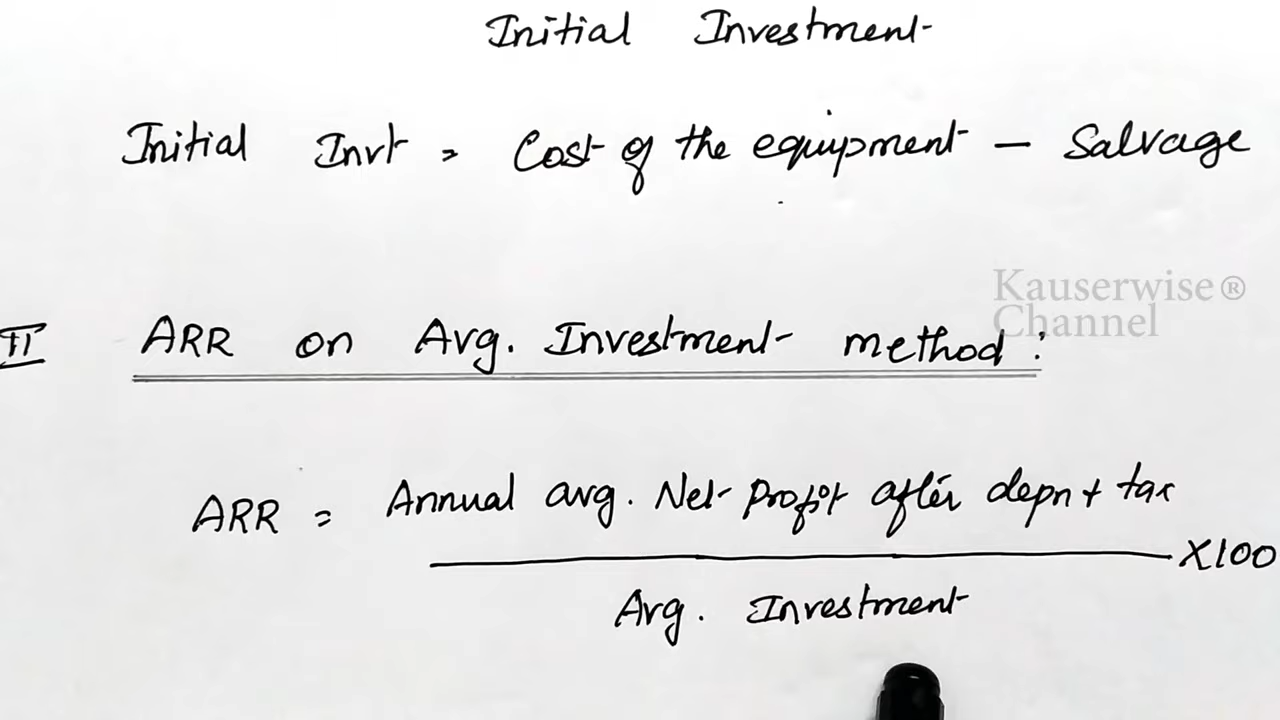 Initial Investment
Initial Invt = Cost of the equipment - Salvage
Kauserwise®
Channel
II ARR on Avg. Investment method:
Annual avg. Net Profit after depn + tax
ARR = X100
Avg. Investment